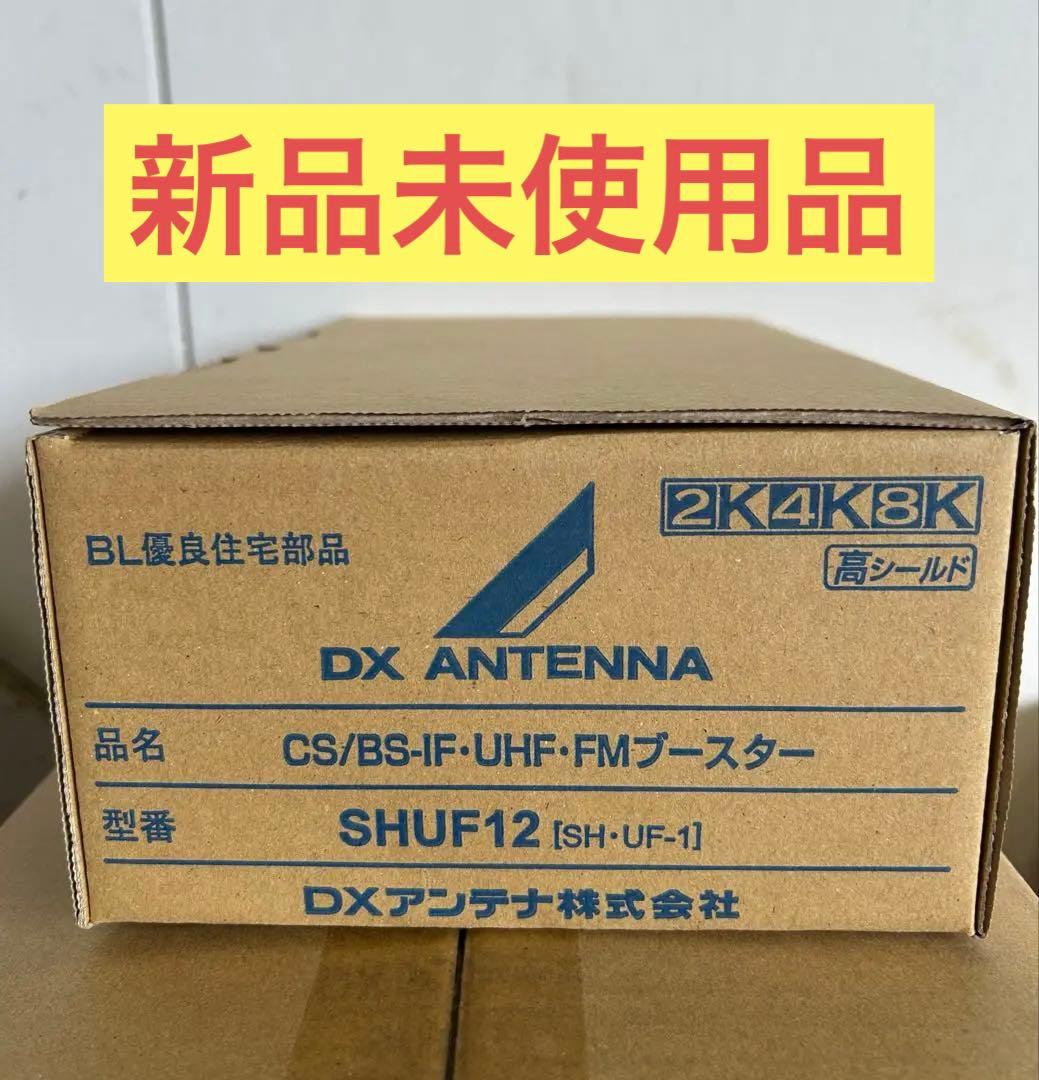 新品未使用品
2K4K8K
BL優良住宅部品
高シールド
DX ANTENNA
品名 CS/BS-IF・UHF・FMブースター
型番 SHUF12 [SH・UF-1]
DXアンテナ株式会社